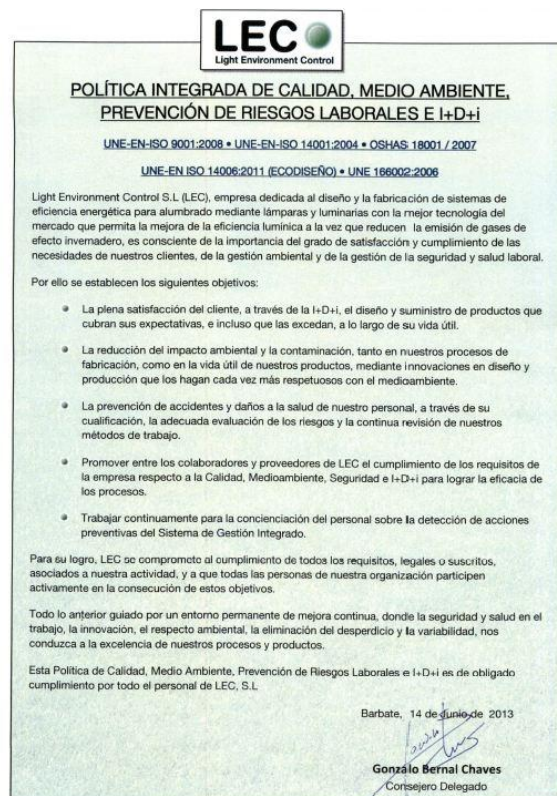 LEC
Light Environment Control
POLÍTICA INTEGRADA DE CALIDAD, MEDIO AMBIENTE,
PREVENCIÓN DE RIESGOS LABORALES E I+D+i
UNE-EN-ISO 9001:2008 • UNE-EN-ISO 14001:2004 • OSHAS 18001 / 2007
UNE-EN ISO 14006:2011 (ECODISEÑO) • UNE 166002:2006
Light Environment Control S.L (LEC), empresa dedicada al diseño y la fabricación de sistemas de
eficiencia energética para alumbrado mediante lámparas y luminarias con la mejor tecnología del
mercado que permita la mejora de la eficiencia lumínica a la vez que reducen la emisión de gases de
efecto invernadero, es consciente de la importancia del grado de satisfacción y cumplimiento de las
necesidades de nuestros clientes, de la gestión ambiental y de la gestión de la seguridad y salud laboral.
Por ello se establecen los siguientes objetivos:
La plena satisfacción del cliente, a través de la I+D+i, el diseño y suministro de productos que
cubran sus expectativas, e incluso que las excedan, a lo largo de su vida útil.
La reducción del impacto ambiental y la contaminación, tanto en nuestros procesos de
fabricación, como en la vida útil de nuestros productos, mediante innovaciones en diseño y
producción que los hagan cada vez más respetuosos con el medioambiente.
La prevención de accidentes y daños a la salud de nuestro personal, a través de su
cualificación, la adecuada evaluación de los riesgos y la continua revisión de nuestros
métodos de trabajo.
Promover entre los colaboradores y proveedores de LEC el cumplimiento de los requisitos de
la empresa respecto a la Calidad, Medioambiente, Seguridad e I+D+i para lograr la eficacia de
los procesos.
Trabajar continuamente para la concienciación del personal sobre la detección de acciones
preventivas del Sistema de Gestión Integrado.
Para su logro, LEC se compromete al cumplimiento de todos los requisitos, legales o suscritos,
asociados a nuestra actividad, y a que todas las personas de nuestra organización participen
activamente en la consecución de estos objetivos.
Todo lo anterior guiado por un entorno permanente de mejora continua, donde la seguridad y salud en el
trabajo, la innovación, el respeto ambiental, la eliminación del desperdicio y la variabilidad, nos
conduzca a la excelencia de nuestros procesos y productos.
Esta Política de Calidad, Medio Ambiente, Prevención de Riesgos Laborales e I+D+i es de obligado
cumplimiento por todo el personal de LEC, S.L
Barbate, 14 de Junio de 2013
Gonzalo Bernal Chaves
Consejero Delegado